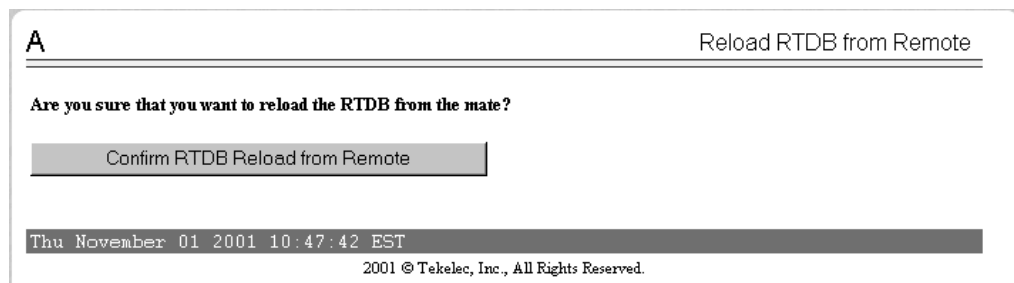 A Reload RTDB from Remote
Are you sure that you want to reload the RTDB from the mate?
Confirm RTDB Reload from Remote
Thu November 01 2001 10:47:42 EST
2001 © Tekelec, Inc., All Rights Reserved.